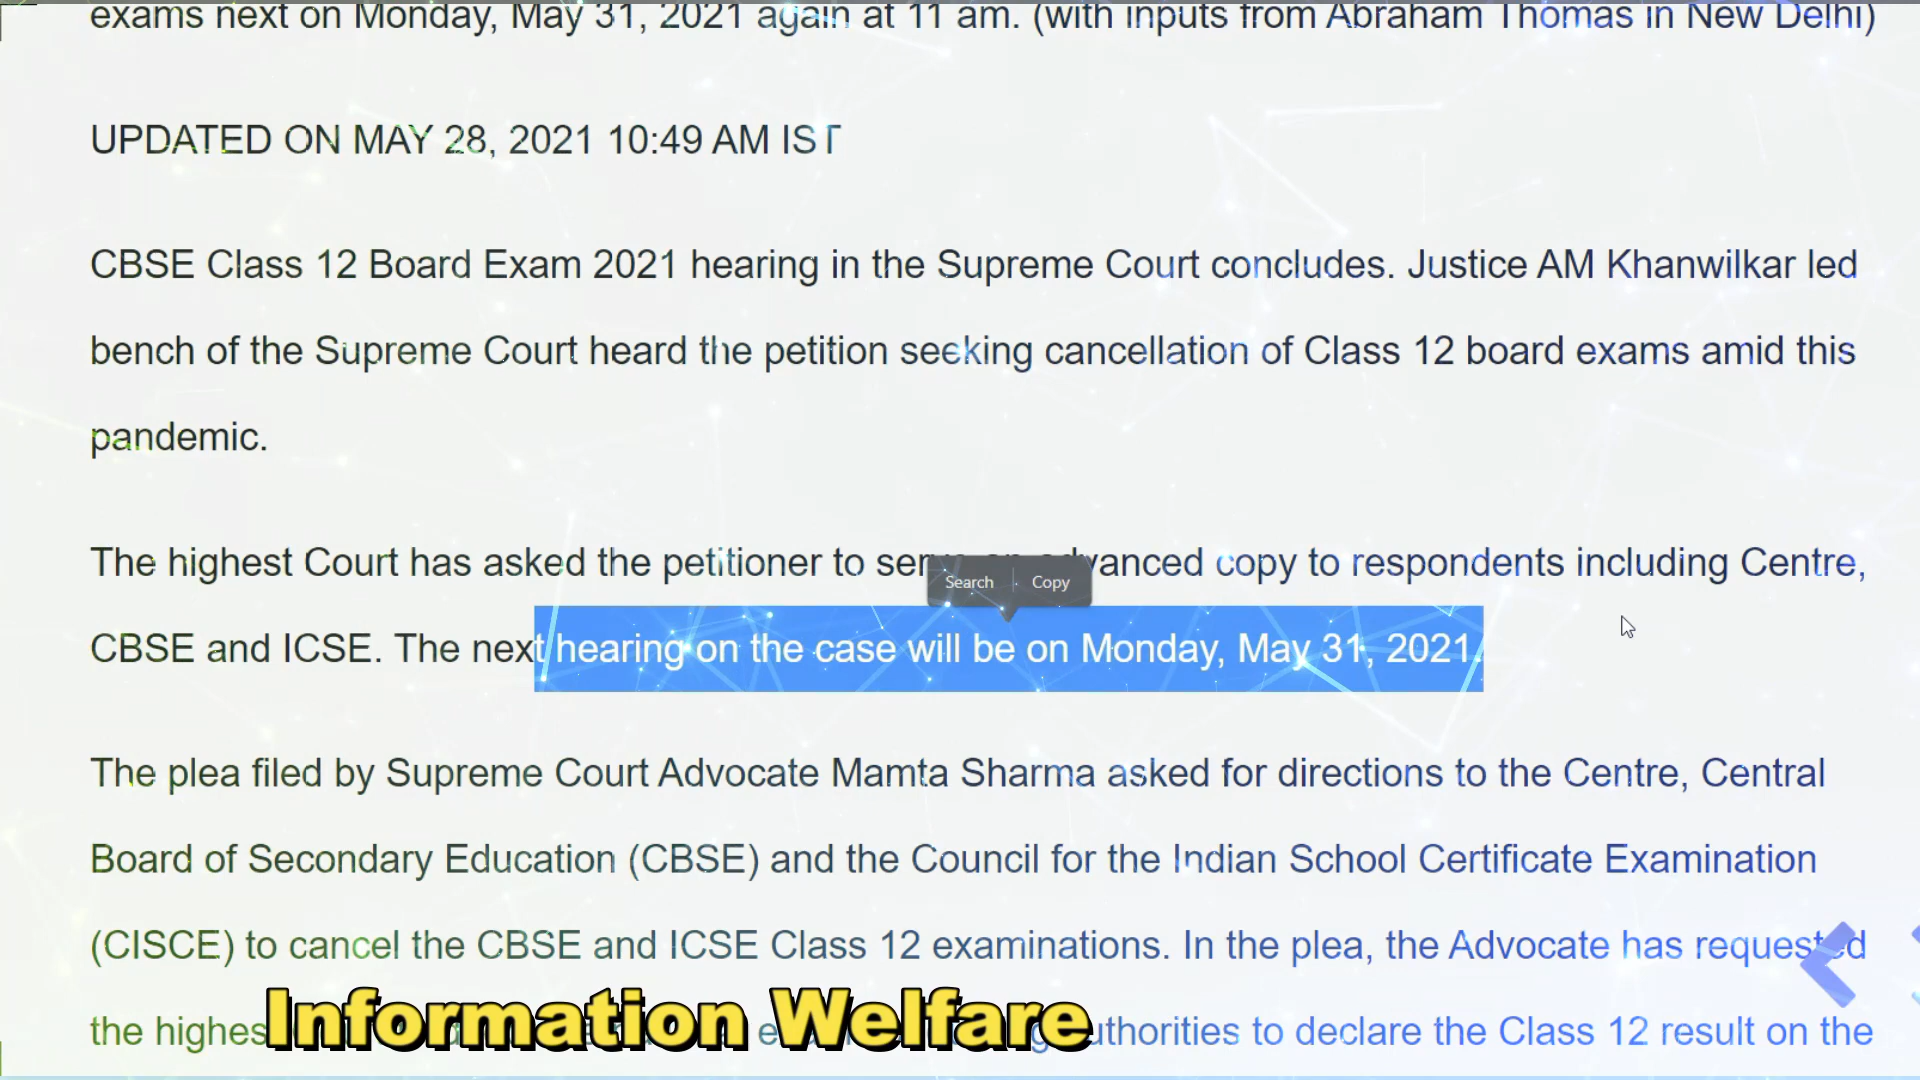 exams next on Monday, May 31, 2021 again at 11 am. (with inputs from Abraham Thomas in New Delhi)
UPDATED ON MAY 28, 2021 10:49 AM IST
CBSE Class 12 Board Exam 2021 hearing in the Supreme Court concludes. Justice AM Khanwilkar led
bench of the Supreme Court heard the petition seeking cancellation of Class 12 board exams amid this
pandemic.
The highest Court has asked the petitioner to vanced copy to respondents including Centre,
Search Copy
CBSE and ICSE. The next hearing on the case will be on Monday, May 31, 2021.
The plea filed by Supreme Court Advocate Mamta Sharma asked for directions to the Centre, Central
Board of Secondary Education (CBSE) and the Council for the Indian School Certificate Examination
(CISCE) to cancel the CBSE and ICSE Class 12 examinations. In the plea, the Advocate has requested
the highes uthorities to declare the Class 12 result on the
Information Welfare